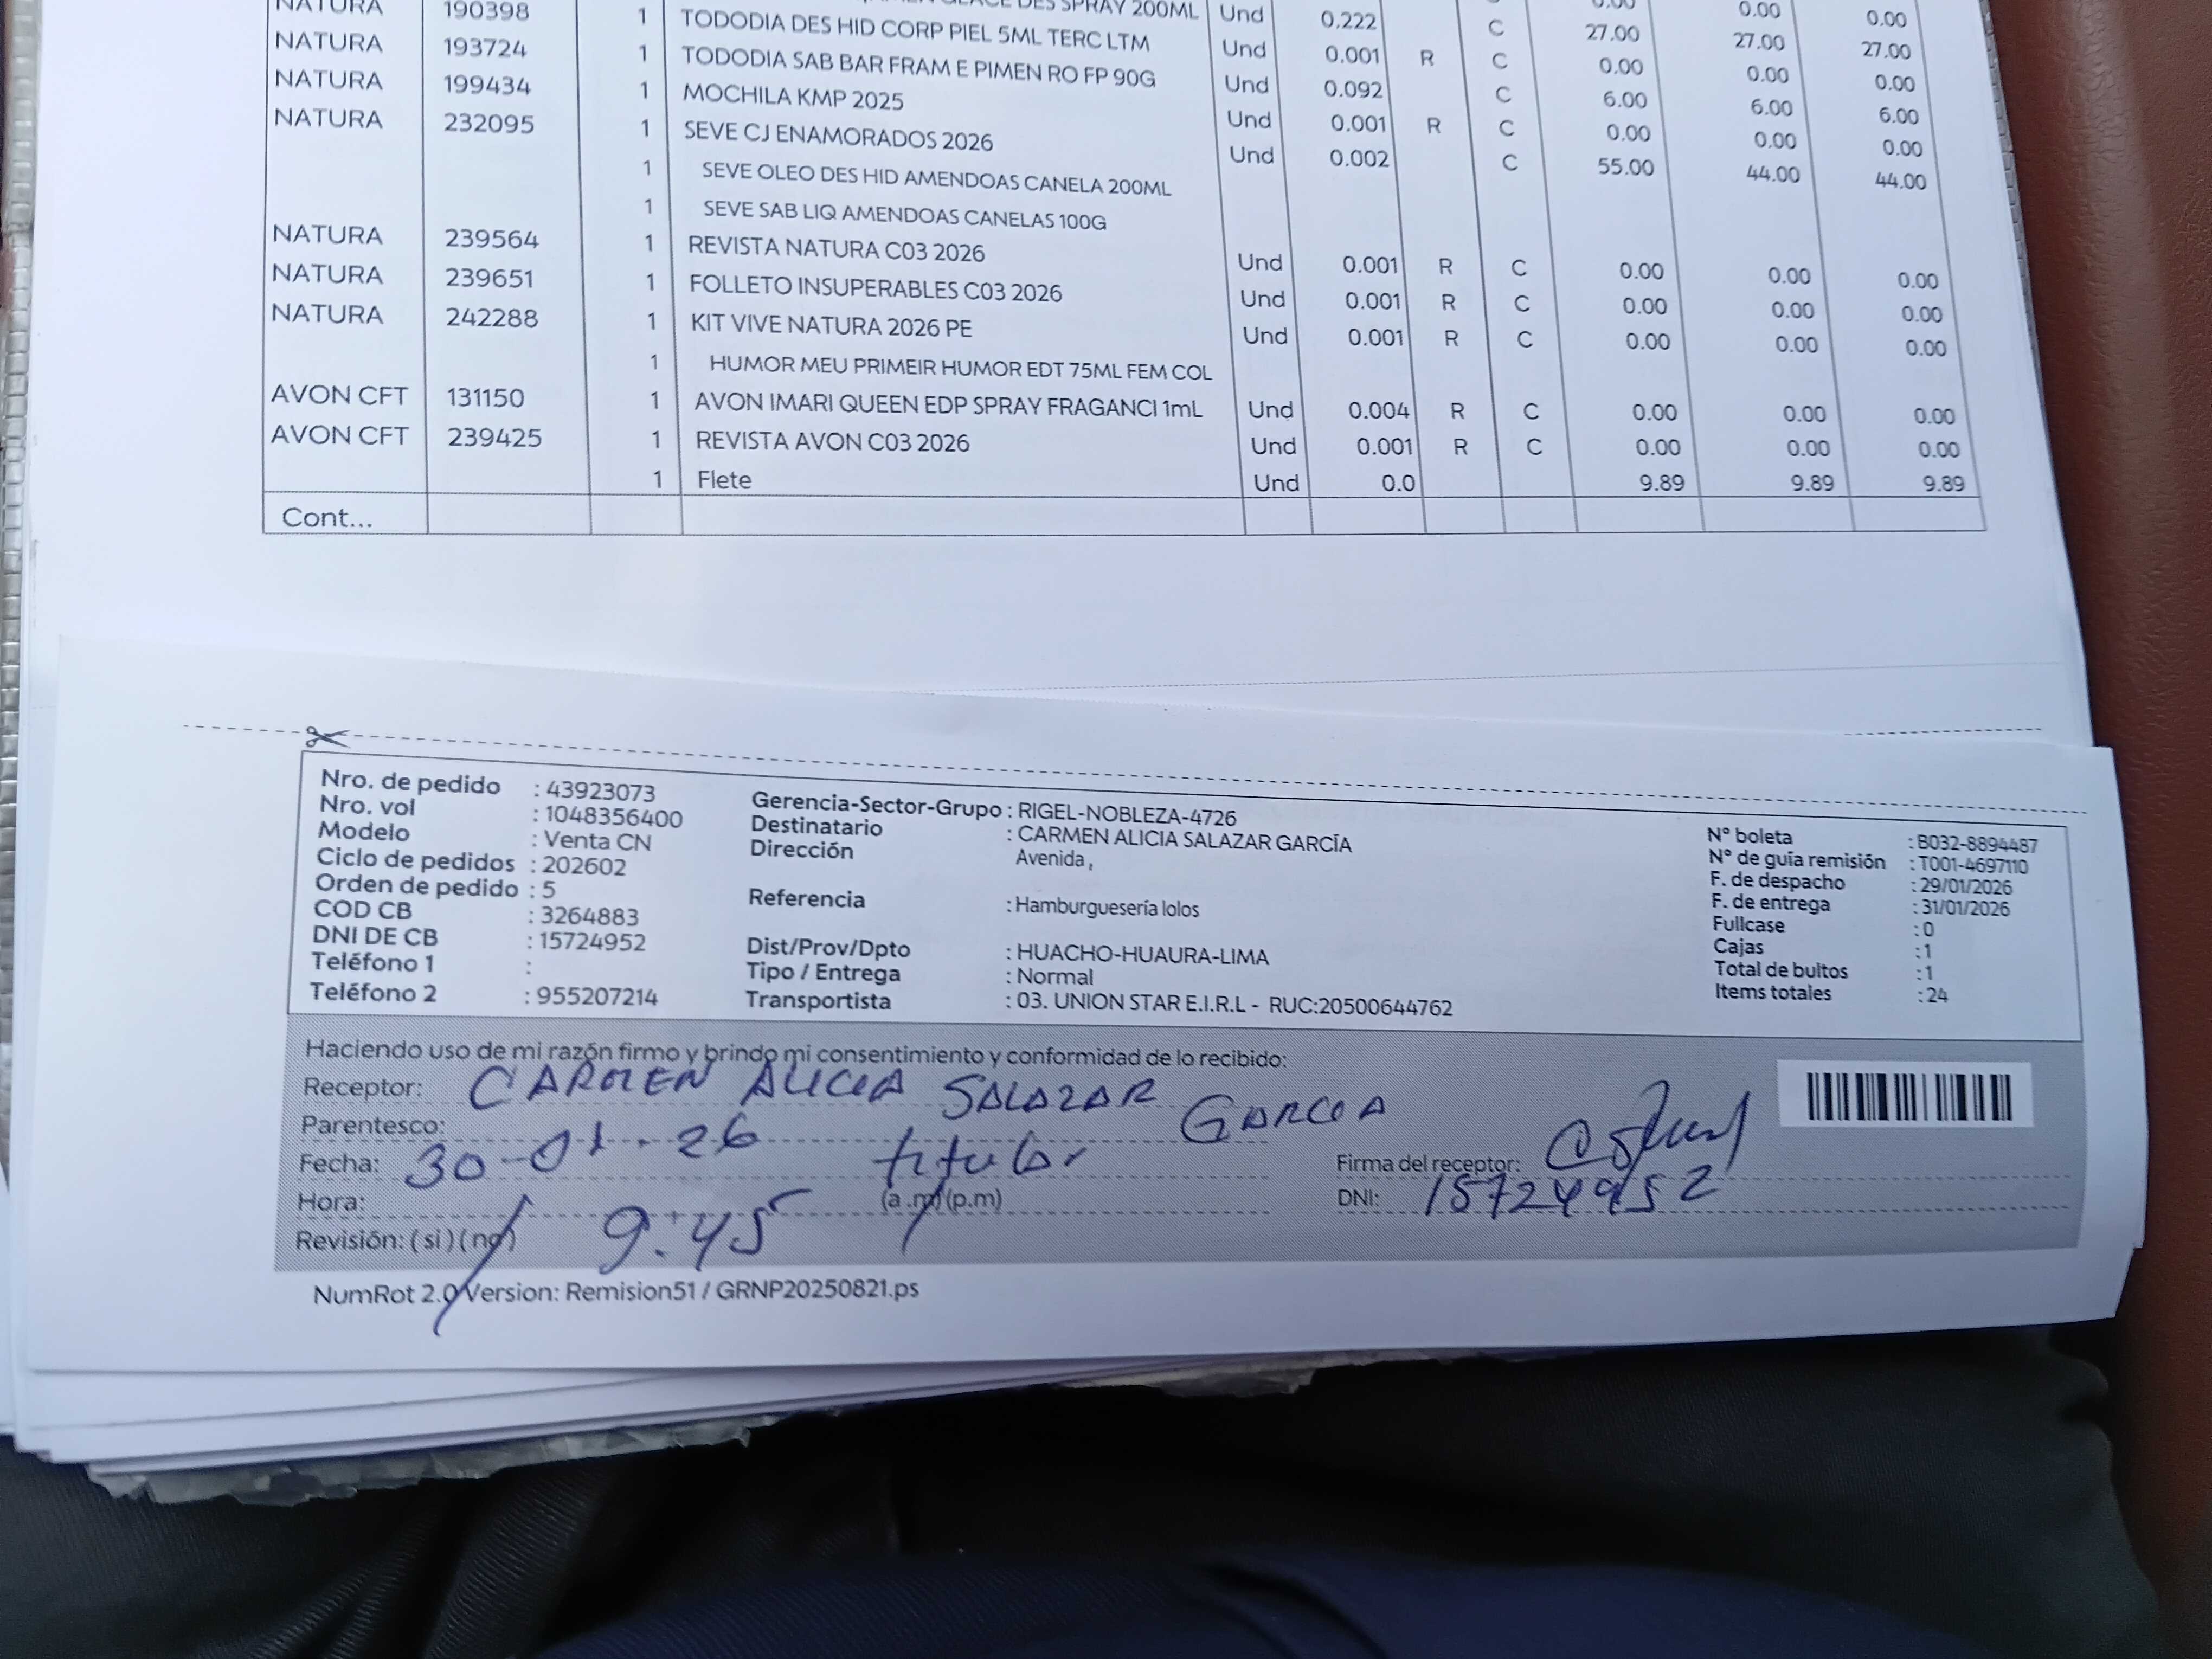 NATURA 190398 1 DES SPRAY 200ML Und 0.222 C 0.00 0.00 0.00
NATURA 193724 1 TODODIA DES HID CORP PIEL 5ML TERC LTM Und 0.001 R C 27.00 27.00 27.00
NATURA 199434 1 TODODIA SAB BAR FRAM E PIMEN RO FP 90G Und 0.092 C 0.00 0.00 0.00
NATURA 232095 1 MOCHILA KMP 2025 Und 0.001 R C 6.00 6.00 6.00
1 SEVE CJ ENAMORADOS 2026 Und 0.002 C 0.00 0.00 0.00
1 SEVE OLEO DES HID AMENDOAS CANELA 200ML 55.00 44.00 44.00
1 SEVE SAB LIQ AMENDOAS CANELAS 100G
NATURA 239564 1 REVISTA NATURA C03 2026 Und 0.001 R C 0.00 0.00 0.00
NATURA 239651 1 FOLLETO INSUPERABLES C03 2026 Und 0.001 R C 0.00 0.00 0.00
NATURA 242288 1 KIT VIVE NATURA 2026 PE Und 0.001 R C 0.00 0.00 0.00
1 HUMOR MEU PRIMEIR HUMOR EDT 75ML FEM COL
AVON CFT 131150 1 AVON IMARI QUEEN EDP SPRAY FRAGANCI 1mL Und 0.004 R C 0.00 0.00 0.00
AVON CFT 239425 1 REVISTA AVON C03 2026 Und 0.001 R C 0.00 0.00 0.00
1 Flete Und 0.0 9.89 9.89 9.89
Cont...
Nro. de pedido : 43923073
Nro. vol : 1048356400
Modelo : Venta CN
Ciclo de pedidos : 202602
Orden de pedido : 5
COD CB : 3264883
DNI DE CB : 15724952
Teléfono 1 :
Teléfono 2 : 955207214
Gerencia-Sector-Grupo : RIGEL-NOBLEZA-4726
Destinatario : CARMEN ALICIA SALAZAR GARCÍA
Dirección Avenida,
Referencia : Hamburguesería lolos
Dist/Prov/Dpto : HUACHO-HUAURA-LIMA
Tipo / Entrega : Normal
Transportista : 03. UNION STAR E.I.R.L - RUC:20500644762
N° boleta : B032-8894487
N° de guía remisión : T001-4697110
F. de despacho : 29/01/2026
F. de entrega : 31/01/2026
Fullcase : 0
Cajas : 1
Total de bultos : 1
Items totales : 24
Haciendo uso de mi razón firmo y brindo mi consentimiento y conformidad de lo recibido:
Receptor: CARMEN ALICIA SALAZAR GARCIA
Parentesco: titular
Fecha: 30-01-26
Firma del receptor:
Hora: 9:45 (a.m) (p.m)
DNI: 15724952
Revisión: (si) (no)
NumRot 2.0 Version: Remision51 / GRNP20250821.ps